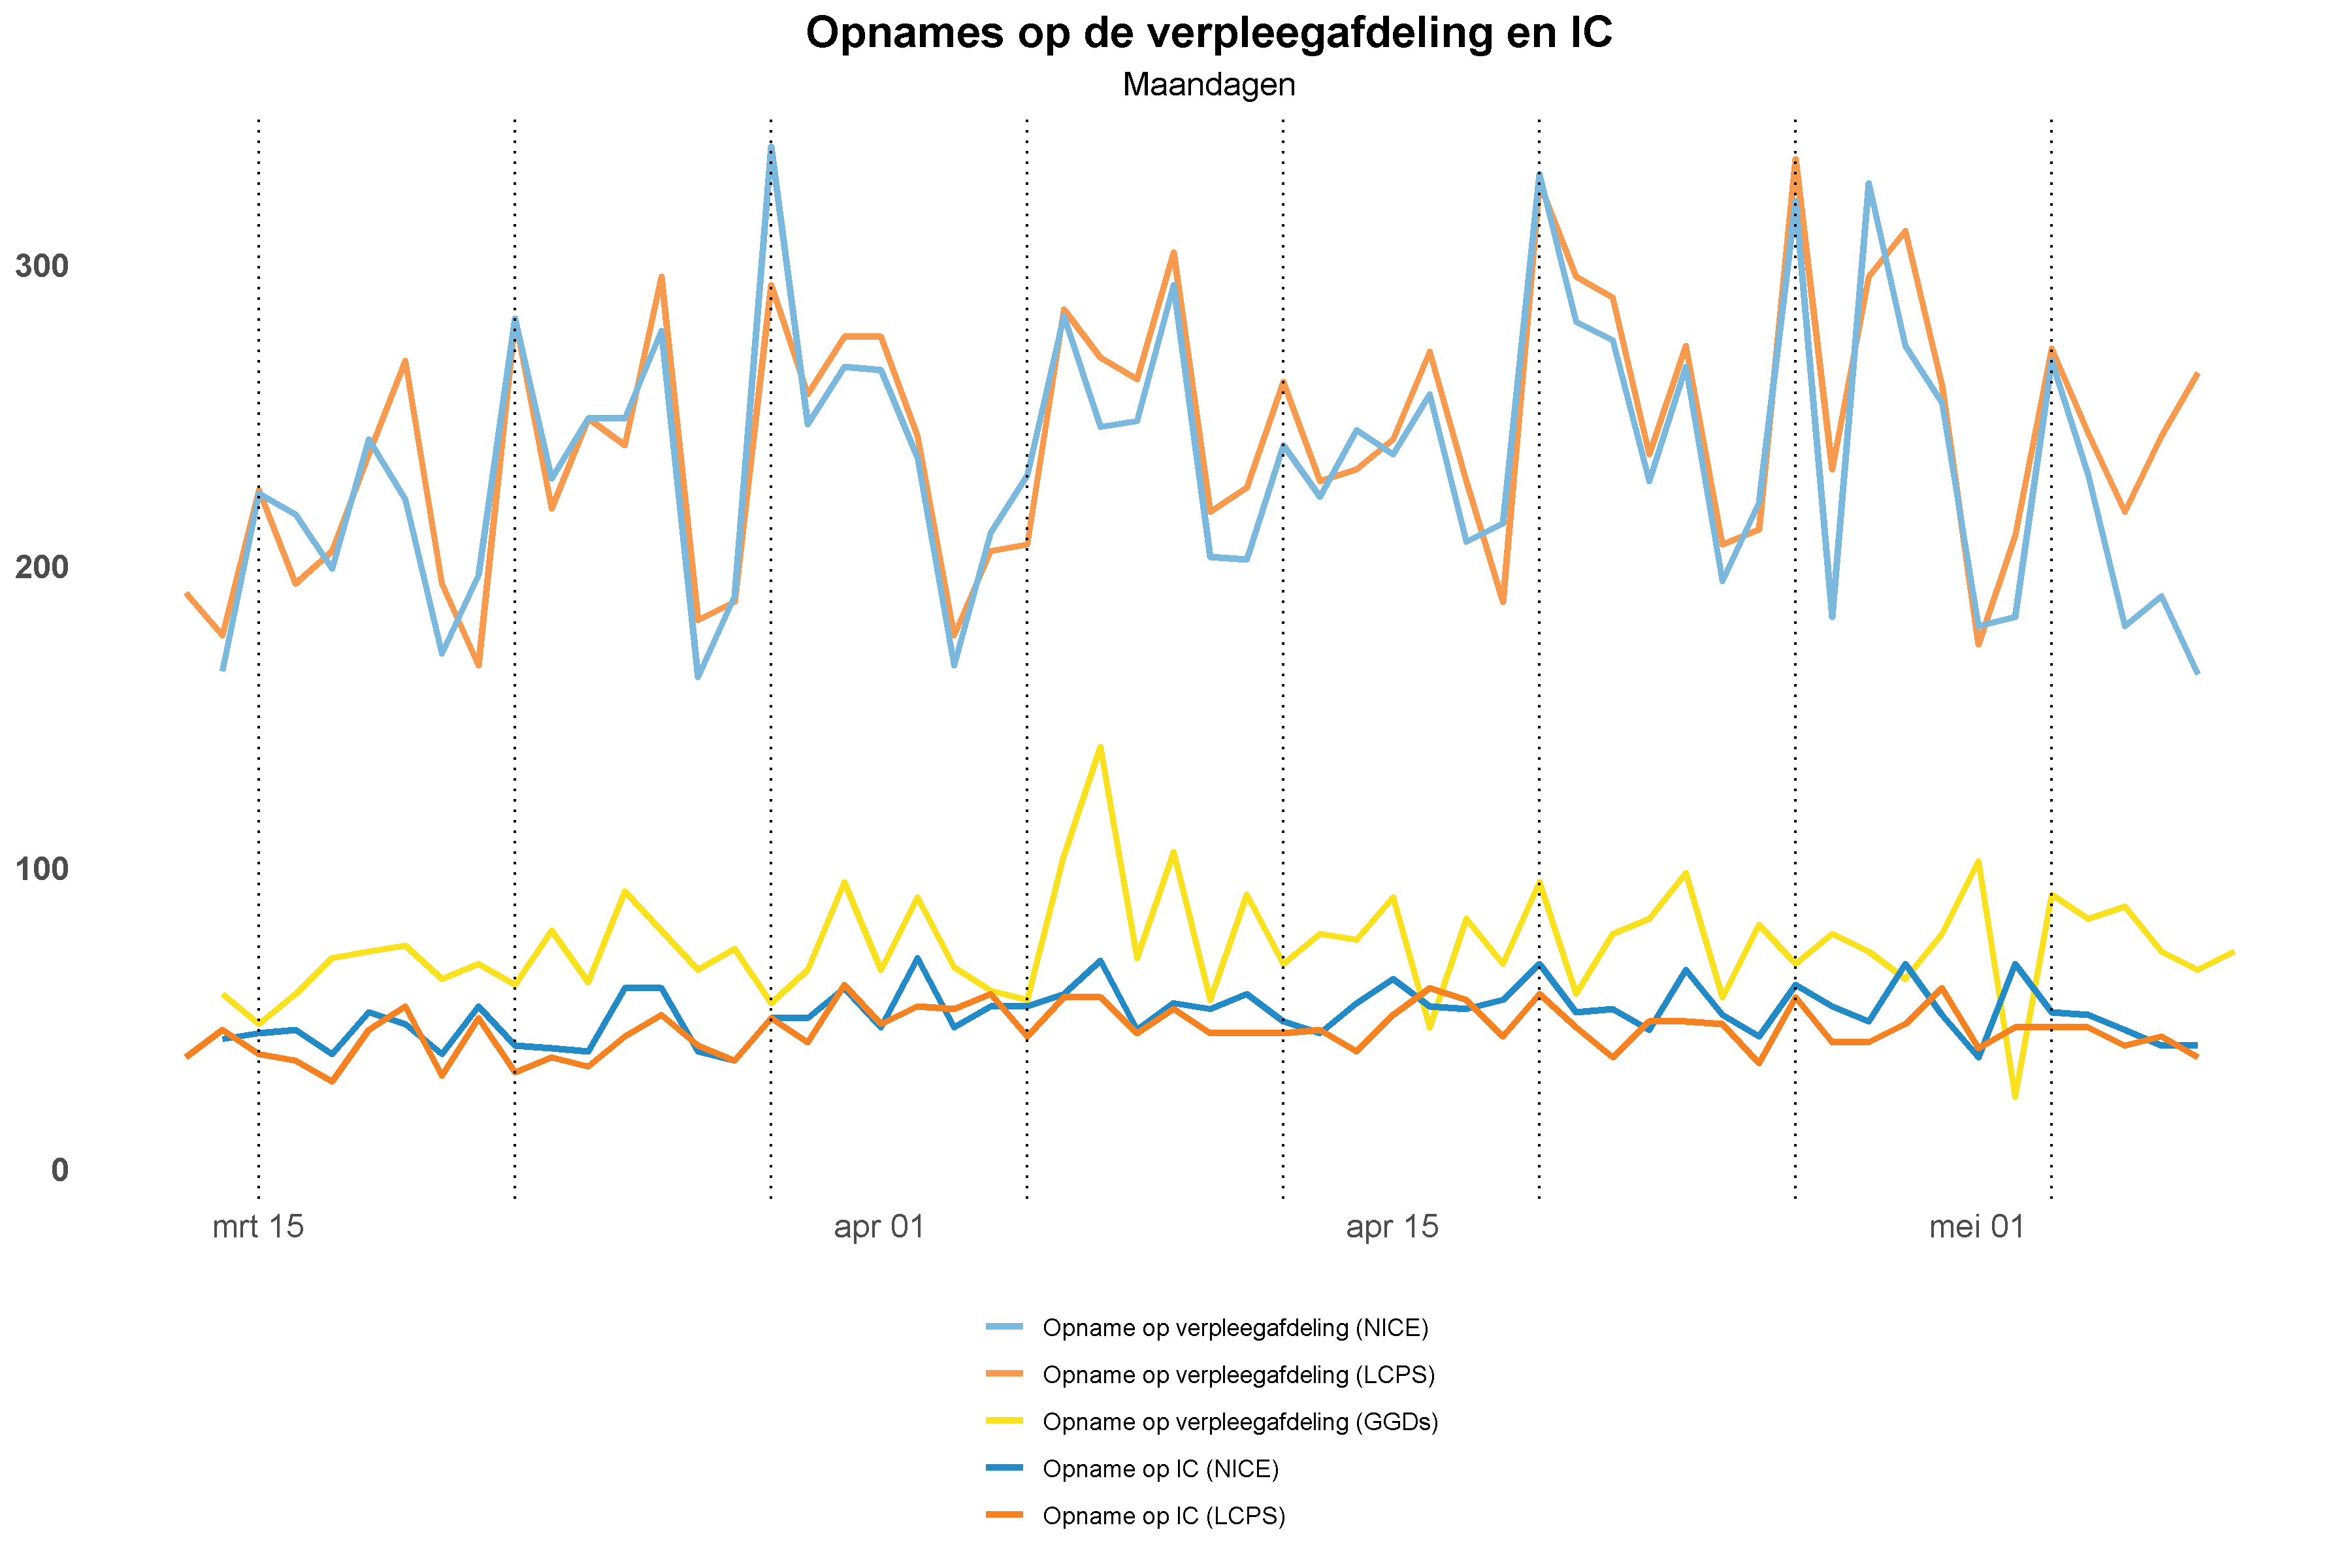 Opnames op de verpleegafdeling en IC
Maandagen
300
200
100
0
mrt 15
apr 01
apr 15
mei 01
Opname op verpleegafdeling (NICE)
Opname op verpleegafdeling (LCPS)
Opname op verpleegafdeling (GGDs)
Opname op IC (NICE)
Opname op IC (LCPS)